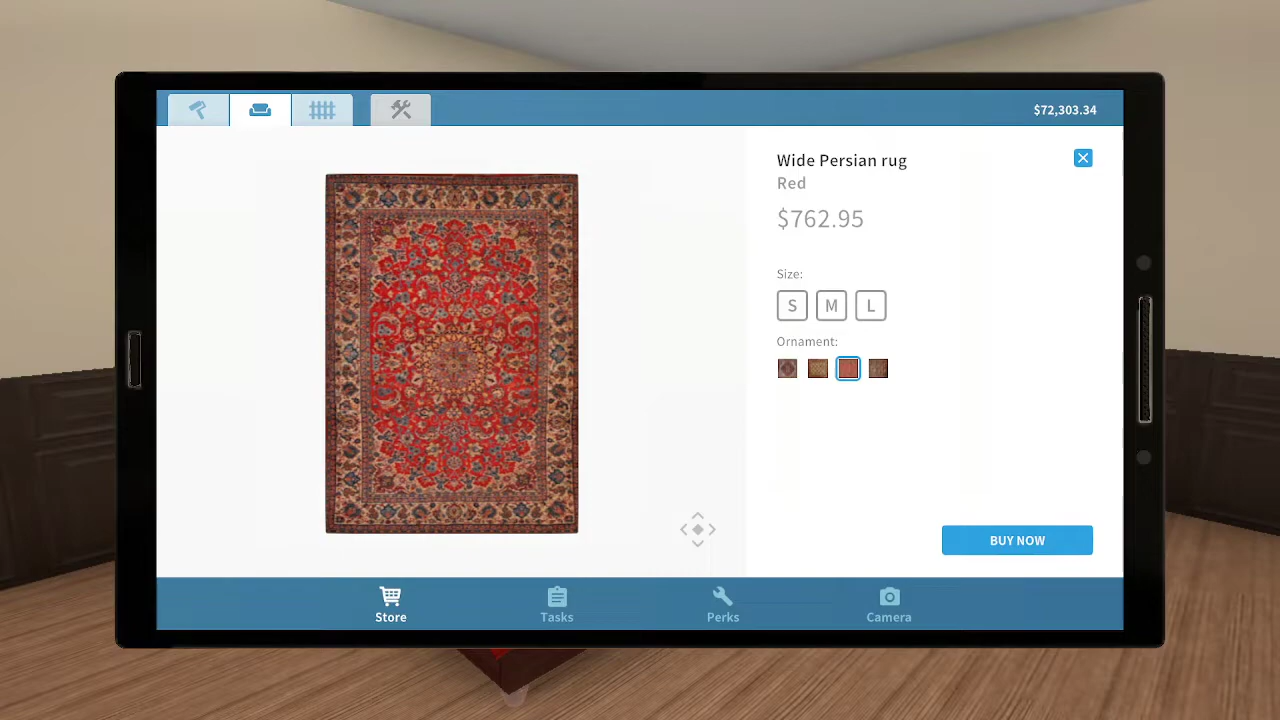 $72,303.34
Wide Persian rug
Red
$762.95
Size:
S M L
Ornament:
BUY NOW
Store Tasks Perks Camera